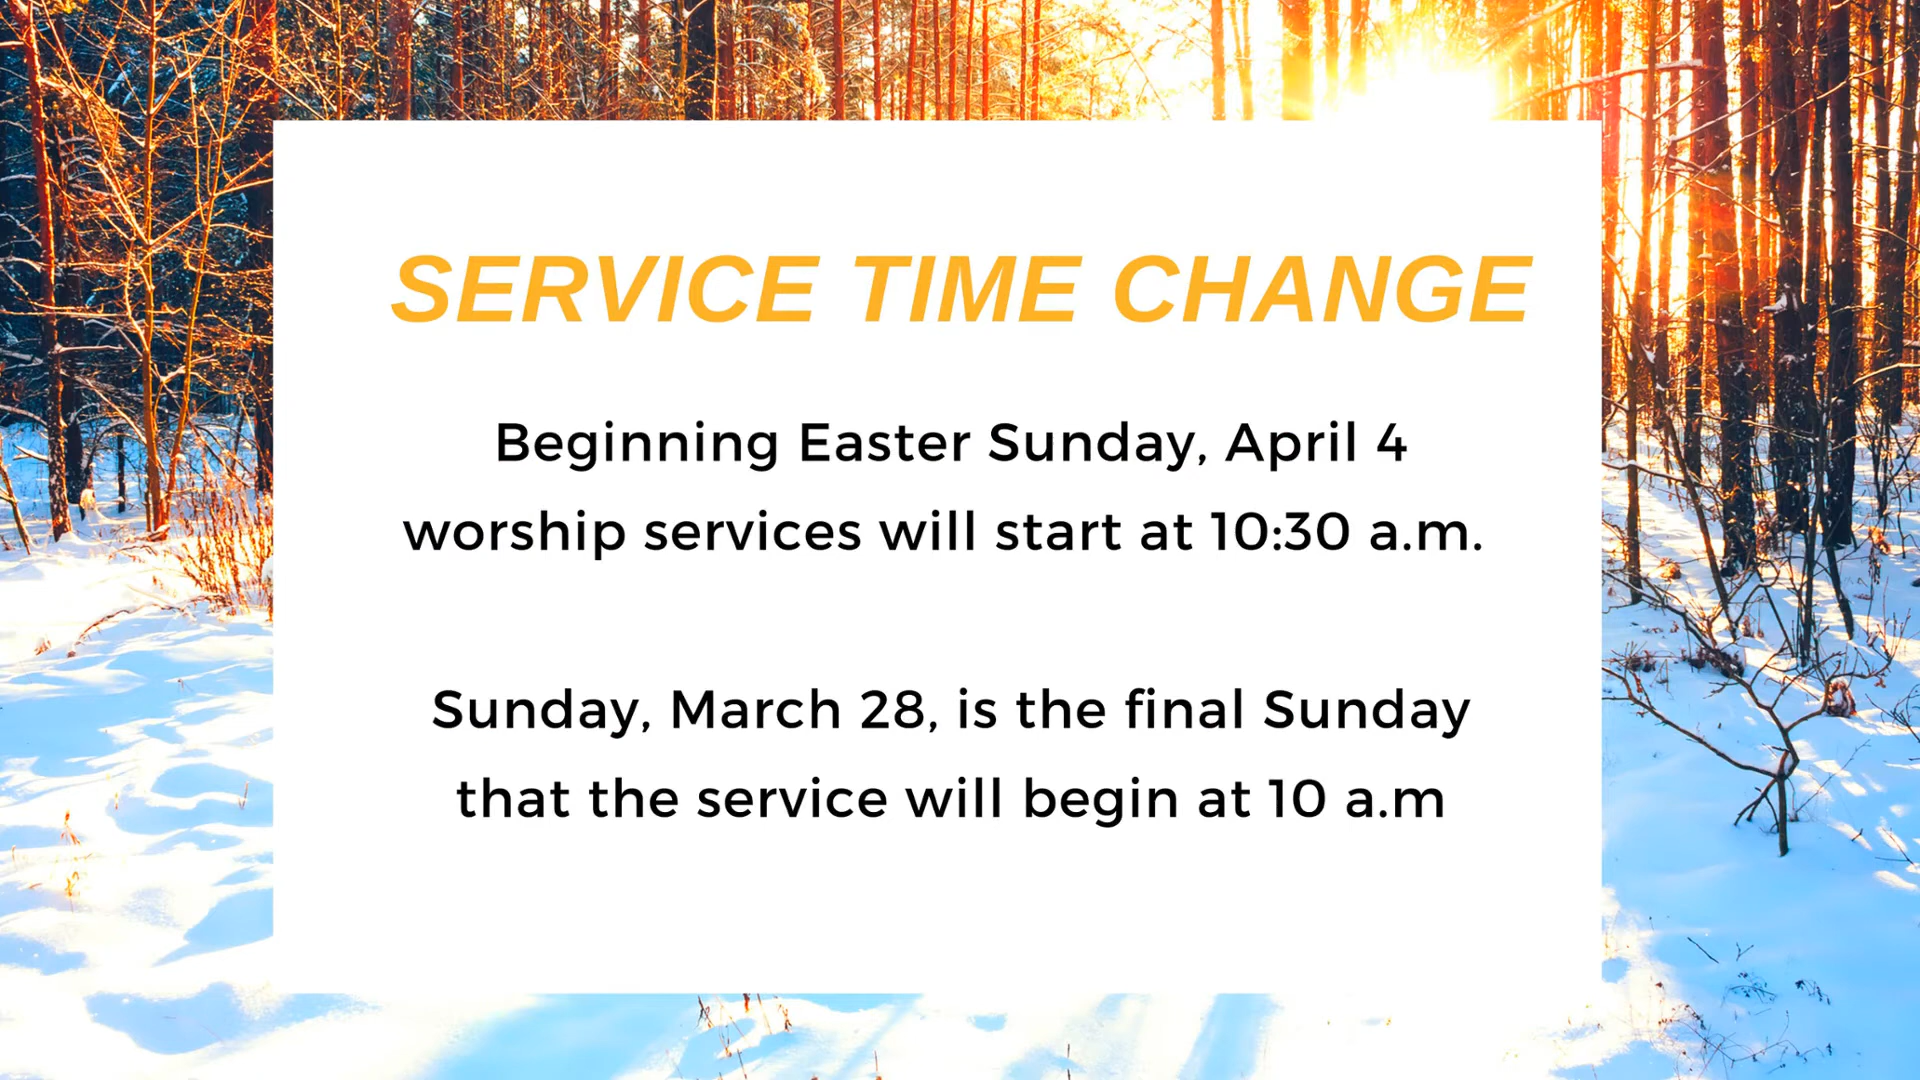 SERVICE TIME CHANGE
Beginning Easter Sunday, April 4
worship services will start at 10:30 a.m.
Sunday, March 28, is the final Sunday
that the service will begin at 10 a.m